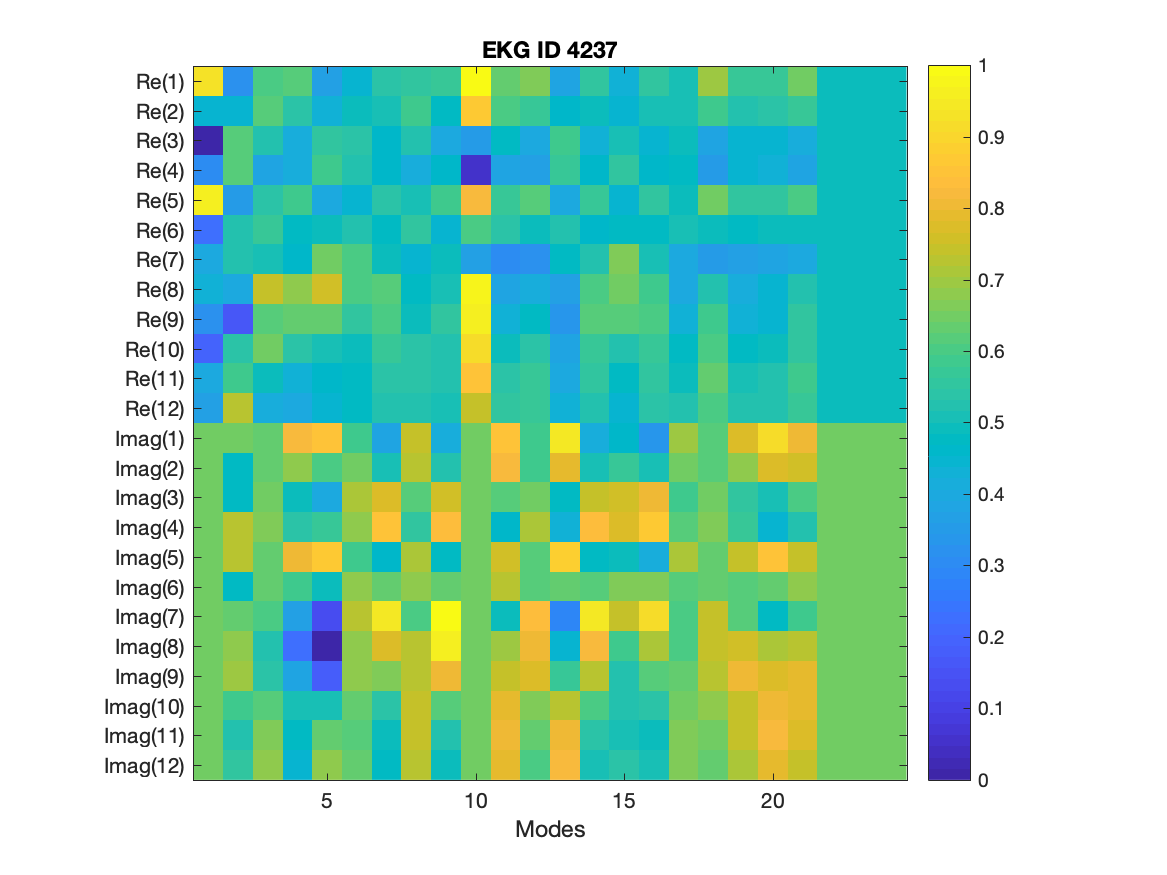 EKG ID 4237
Re(1)
Re(2)
Re(3)
Re(4)
Re(5)
Re(6)
Re(7)
Re(8)
Re(9)
Re(10)
Re(11)
Re(12)
Imag(1)
Imag(2)
Imag(3)
Imag(4)
Imag(5)
Imag(6)
Imag(7)
Imag(8)
Imag(9)
Imag(10)
Imag(11)
Imag(12)
5 10 15 20
Modes
1
0.9
0.8
0.7
0.6
0.5
0.4
0.3
0.2
0.1
0